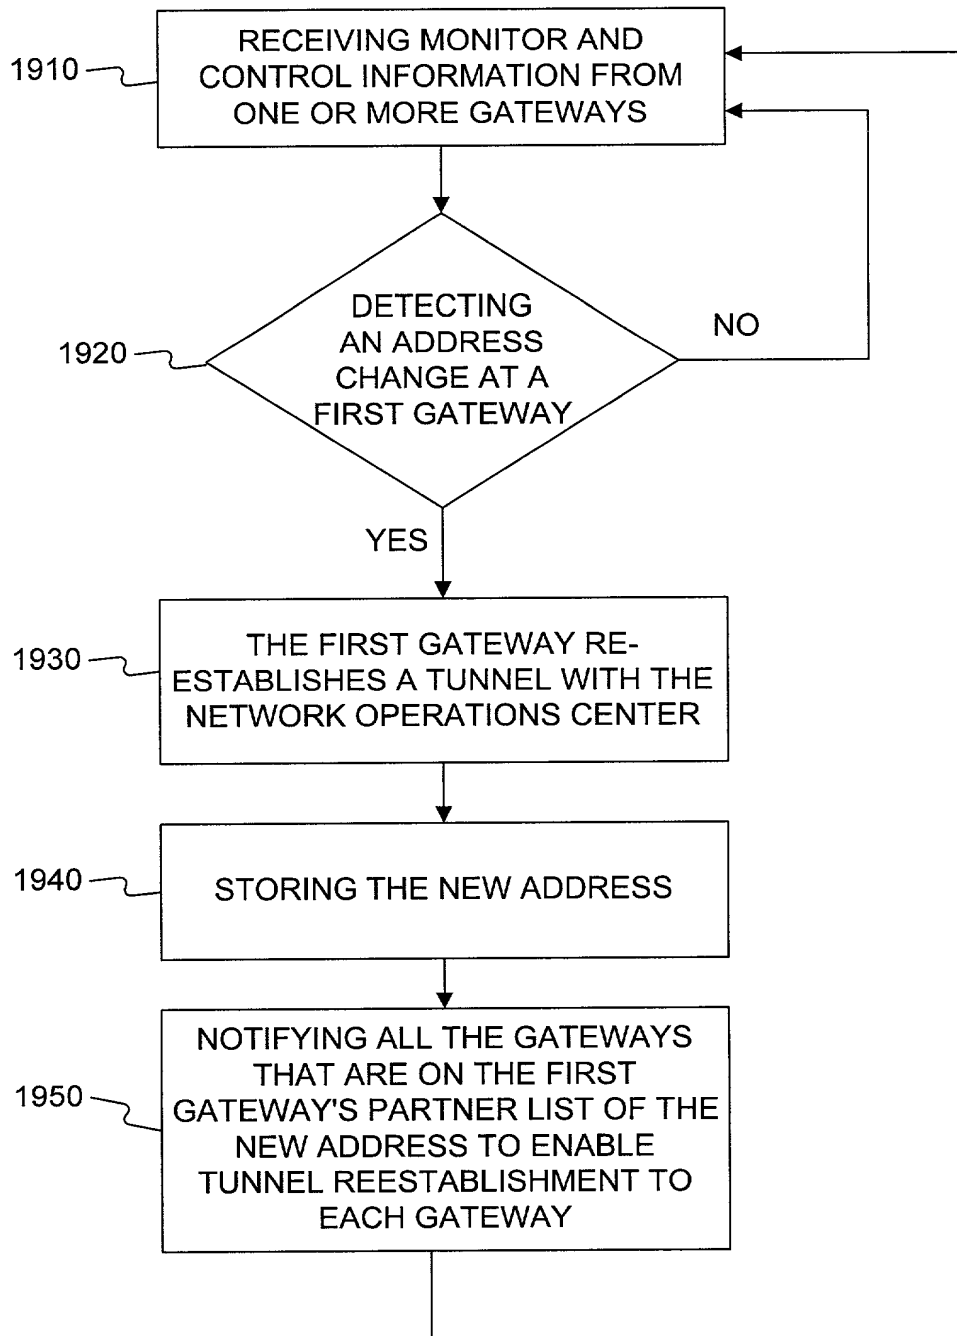 1910
RECEIVING MONITOR AND
CONTROL INFORMATION FROM
ONE OR MORE GATEWAYS
1920
DETECTING
AN ADDRESS
CHANGE AT A
FIRST GATEWAY
NO
YES
1930
THE FIRST GATEWAY RE-
ESTABLISHES A TUNNEL WITH THE
NETWORK OPERATIONS CENTER
1940
STORING THE NEW ADDRESS
1950
NOTIFYING ALL THE GATEWAYS
THAT ARE ON THE FIRST
GATEWAY'S PARTNER LIST OF THE
NEW ADDRESS TO ENABLE
TUNNEL REESTABLISHMENT TO
EACH GATEWAY